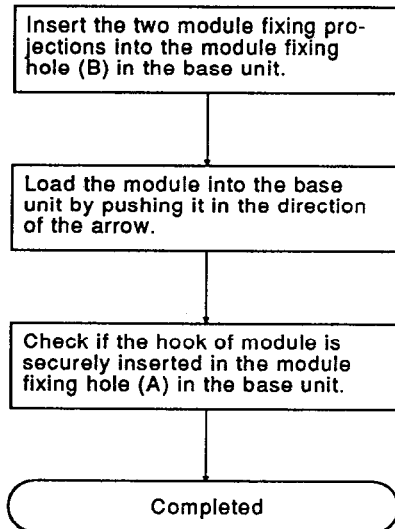 Insert the two module fixing pro-
jections into the module fixing
hole (B) in the base unit.
Load the module into the base
unit by pushing it in the direction
of the arrow.
Check if the hook of module is
securely inserted in the module
fixing hole (A) in the base unit.
Completed